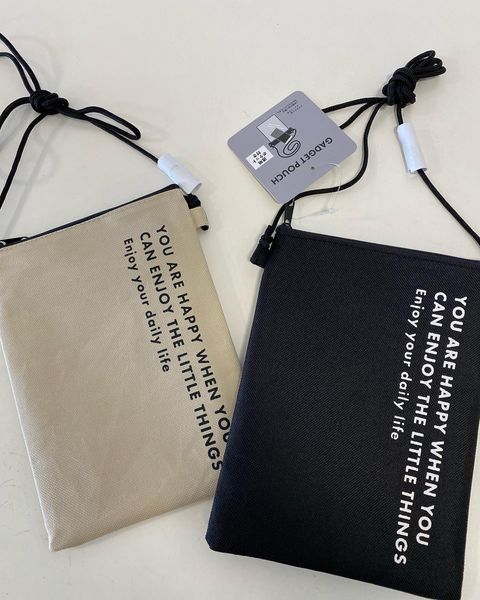 YOU ARE HAPPY WHEN YOU
CAN ENJOY THE LITTLE THINGS
Enjoy your daily life
GADGET POUCH
YOU ARE HAPPY WHEN YOU
CAN ENJOY THE LITTLE THINGS
Enjoy your daily life